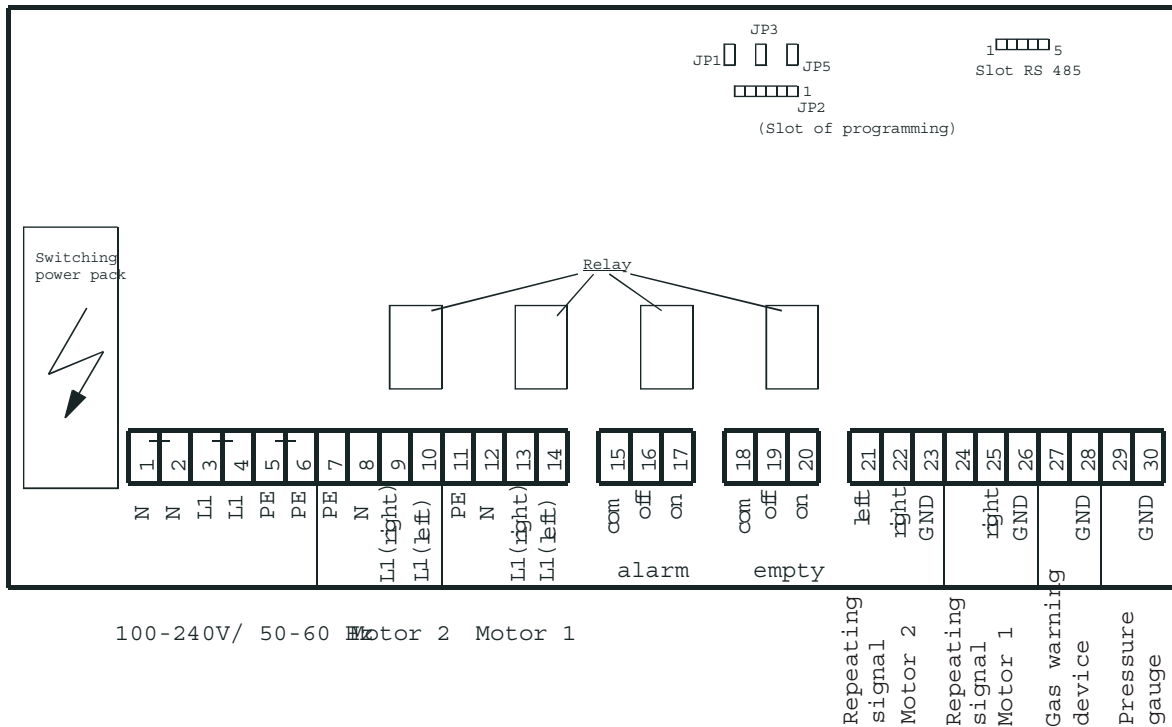 JP3
JP1
JP5
1
JP2
(Slot of programming)
1 5
Slot RS 485
Switching
power pack
Relay
1 2 3 4 5 6 7 8 9 10 11 12 13 14
15 16 17
18 19 20
21 22 23 24 25 26 27 28 29 30
N
N
L1
L1
PE
PE
PE
N
L1(right)
L1(left)
PE
N
L1(right)
L1(left)
com
off
on
com
off
on
left
right
GND
right
GND
GND
GND
alarm
empty
100-240V/ 50-60 Hz
Motor 2
Motor 1
Repeating
signal
Motor 2
Repeating
signal
Motor 1
Gas warning
device
Pressure
gauge